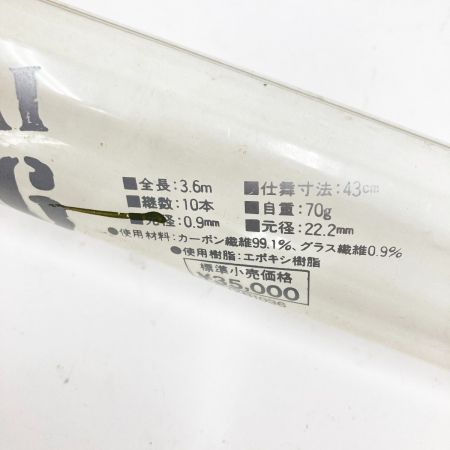 ■全長:3.6m ■仕舞寸法:43cm
■継数:10本 ■自重:70g
径:0.9mm ■元径:22.2mm
●使用材料:カーボン繊維99.1%、グラス繊維0.9%
●使用樹脂:エポキシ樹脂
標準小売価格
¥35,000